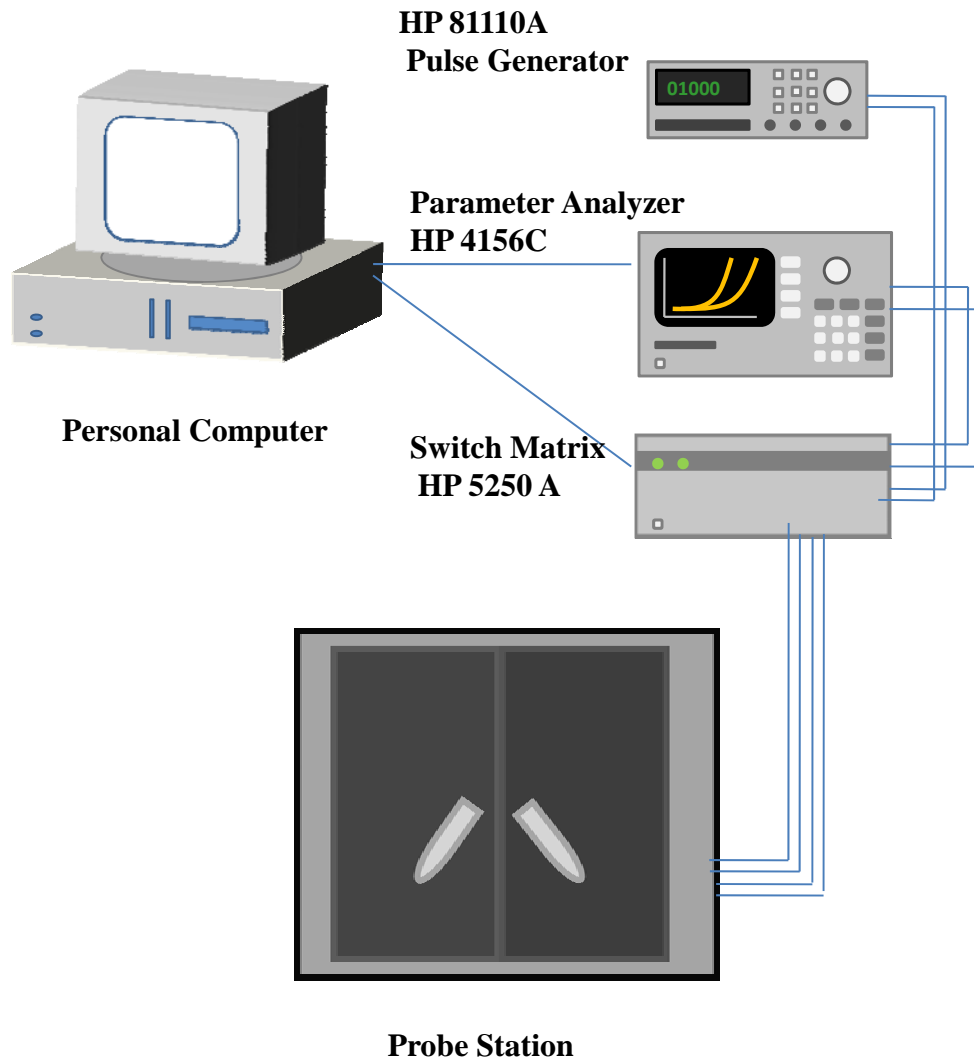 HP 81110A
Pulse Generator
01000
Parameter Analyzer
HP 4156C
Personal Computer
Switch Matrix
HP 5250 A
Probe Station